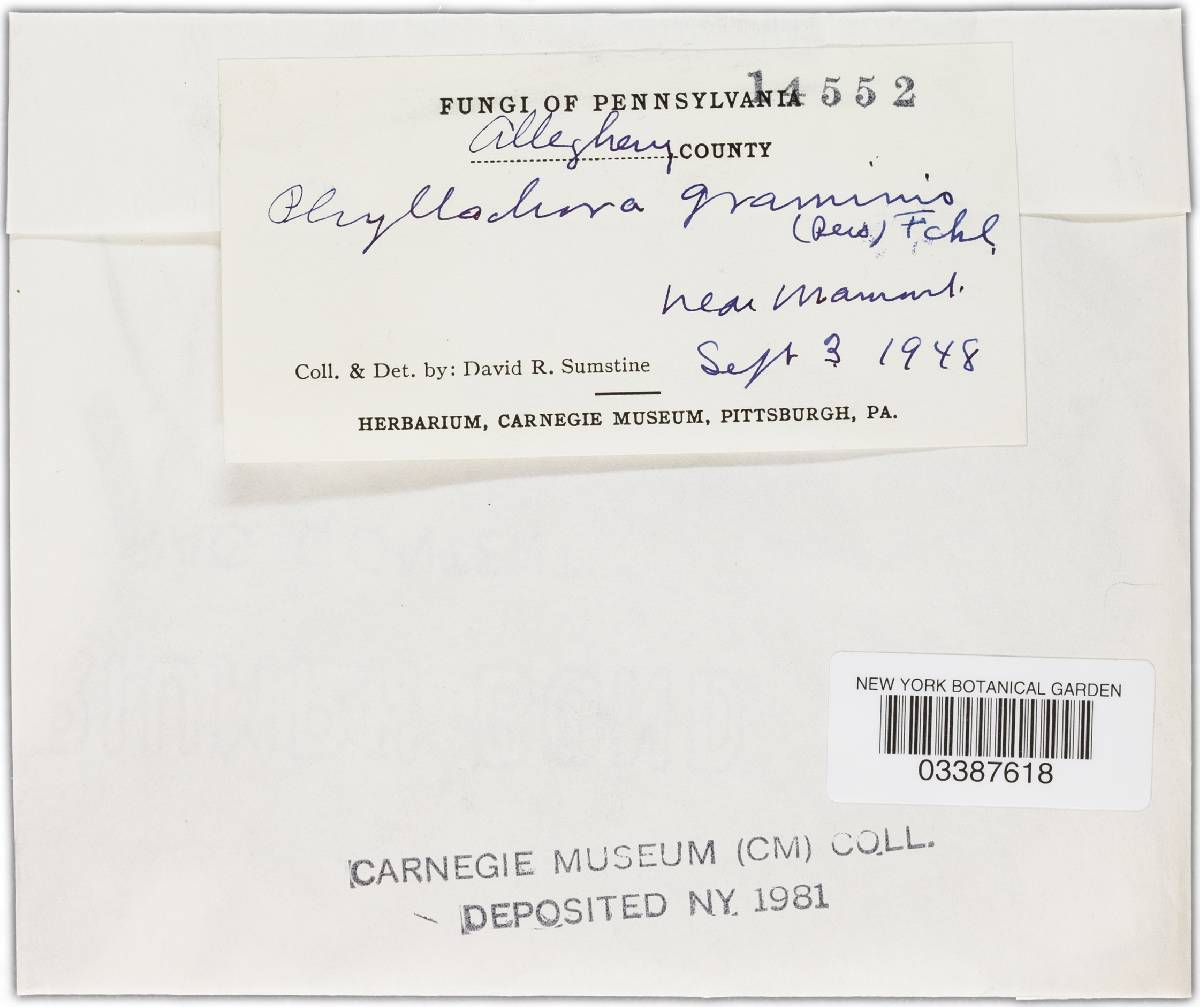 14552
FUNGI OF PENNSYLVANIA
Allegheny COUNTY
Phyllachora graminis
(Pers) Fckl.
near
Sept 3 1948
Coll. & Det. by: David R. Sumstine
HERBARIUM, CARNEGIE MUSEUM, PITTSBURGH, PA.
NEW YORK BOTANICAL GARDEN
03387618
CARNEGIE MUSEUM (CM) COLL.
DEPOSITED NY. 1981